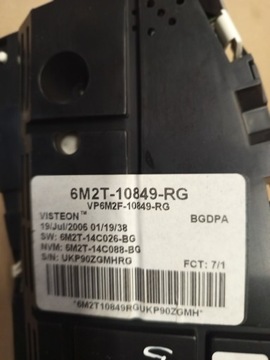 6M2T-10849-RG
VP6M2F-10849-RG
VISTEON™
BGDPA
19/Jul/2006 01/19/38
SW: 6M2T-14C026-BG
NVM: 6M2T-14C088-BG
S/N: UKP90ZGMHRG
FCT: 7/1
*6M2T10849RGUKP90ZGMH*